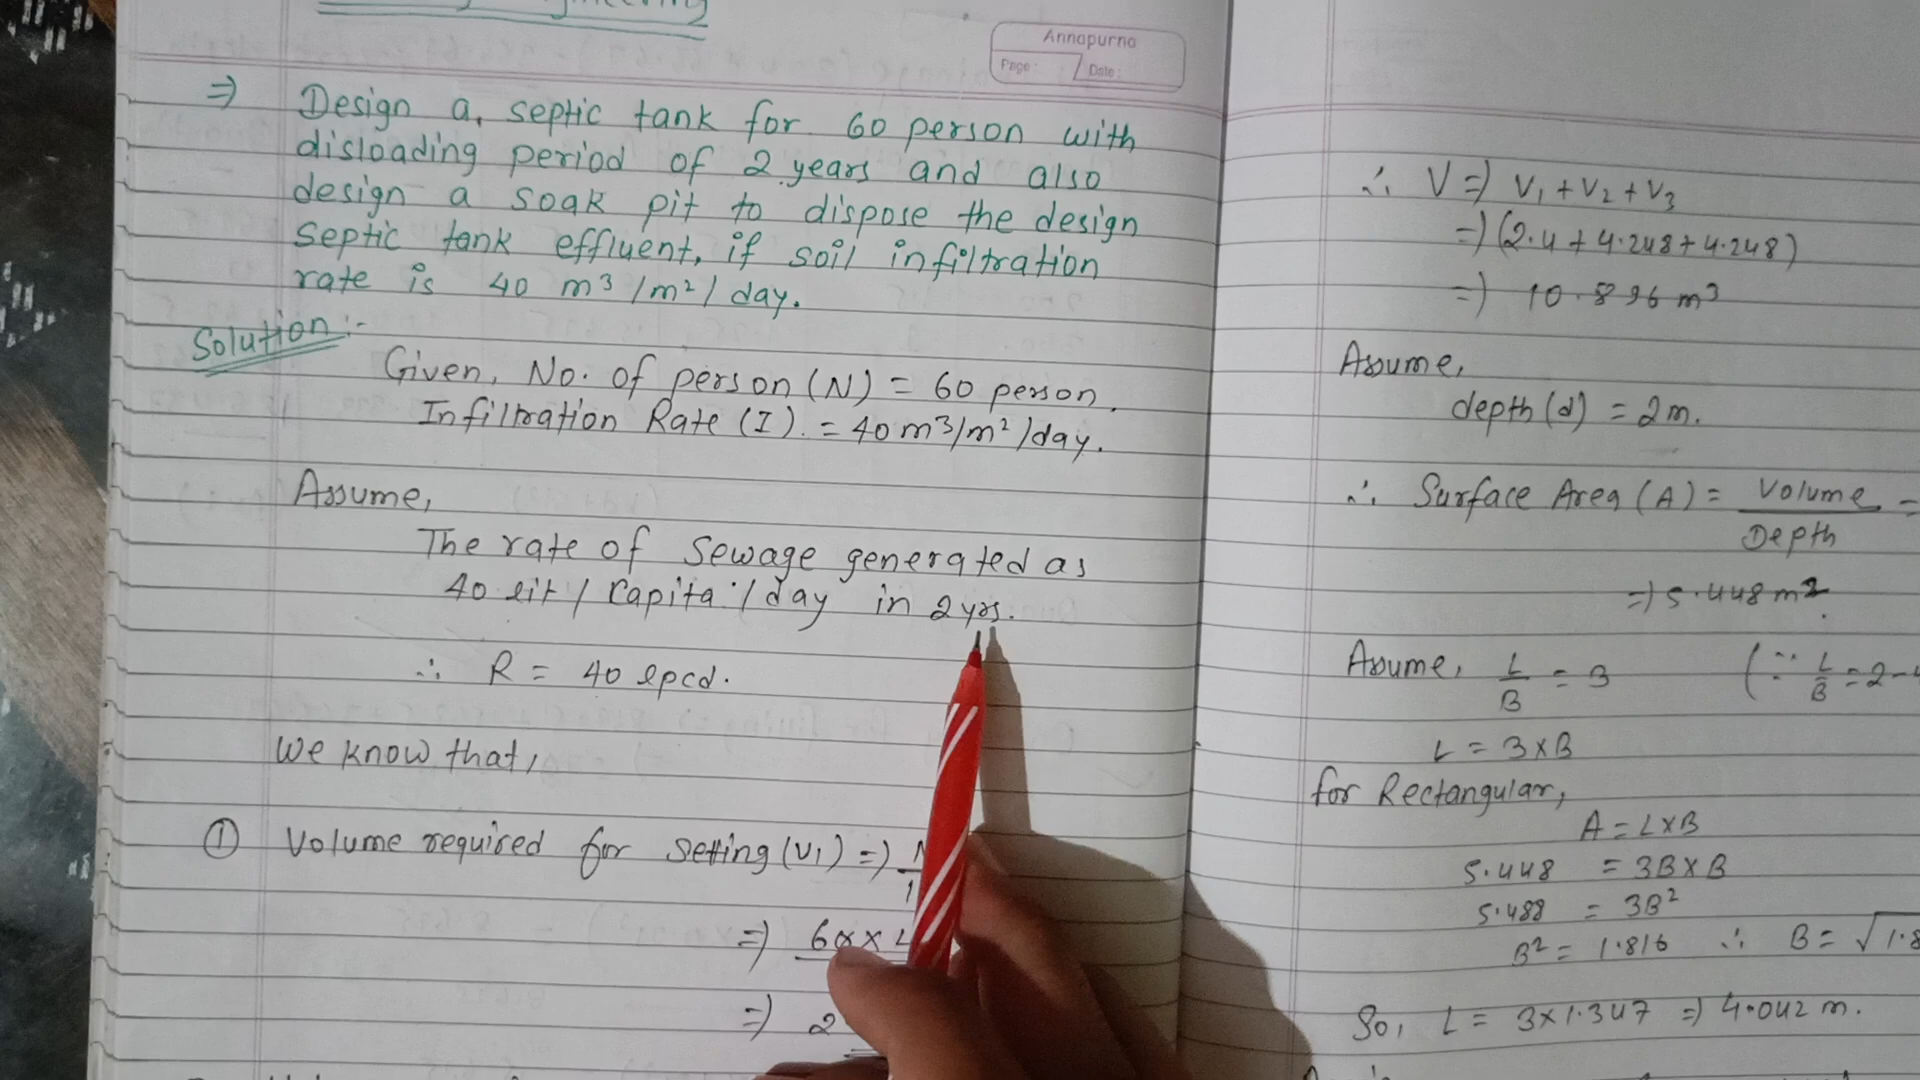 Annapurna
Page: Date:
⇒ Design a septic tank for 60 person with
disloading period of 2 years and also
design a soak pit to dispose the design
septic tank effluent, if soil infiltration
rate is 40 m³/m²/day.
Solution:-
Given, No. of person (N) = 60 person.
Infiltration Rate (I) = 40 m³/m²/day.
Assume,
The rate of sewage generated as
40 lit / Capita / day in 2 yrs.
∴ R = 40 lpcd.
We know that,
① Volume required for setting (V₁) ⇒
⇒ 60 ×
⇒ 2
∴ V ⇒ V₁ + V₂ + V₃
⇒ (2.4 + 4.248 + 4.248)
⇒ 10.896 m³
Assume,
depth (d) = 2m.
∴ Surface Area (A) = Volume =
Depth
⇒ 5.448 m²
Assume, L/B = 3 (∵ L/B = 2-4
L = 3×B
for Rectangular,
A = L×B
5.448 = 3B×B
5.488 = 3B²
B² = 1.816 ∴ B = √1.8
So, L = 3×1.347 ⇒ 4.042 m.